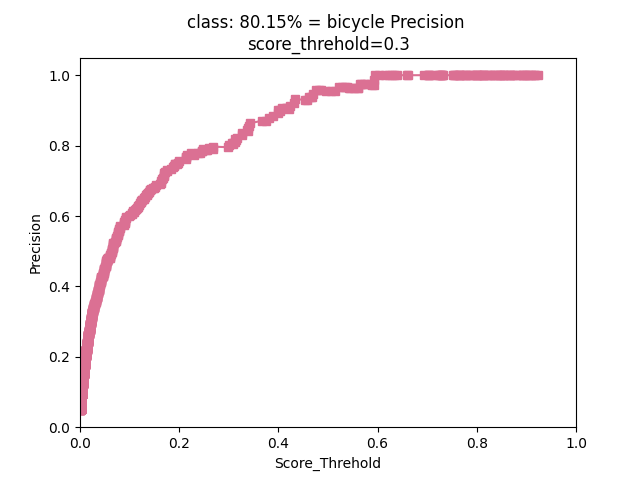 class: 80.15% = bicycle Precision
score_threhold=0.3
1.0
0.8
0.6
0.4
0.2
0.0
Precision
0.0 0.2 0.4 0.6 0.8 1.0
Score_Threhold